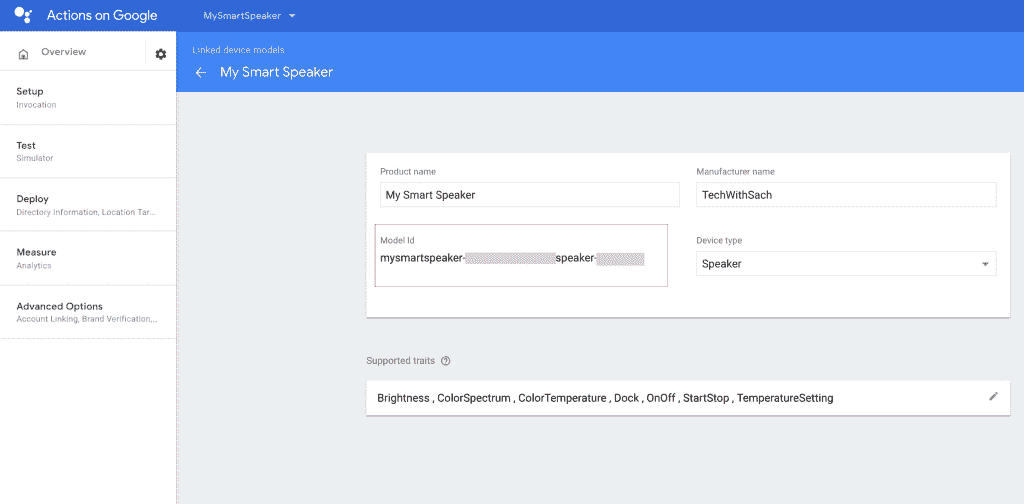 Actions on Google
MySmartSpeaker
Overview
Linked device models
My Smart Speaker
Setup
Invocation
Test
Simulator
Deploy
Directory Information, Location Tar...
Measure
Analytics
Advanced Options
Account Linking, Brand Verification,...
Product name
My Smart Speaker
Manufacturer name
TechWithSach
Model Id
mysmartspeaker- speaker-
Device type
Speaker
Supported traits
Brightness , ColorSpectrum , ColorTemperature , Dock , OnOff , StartStop , TemperatureSetting